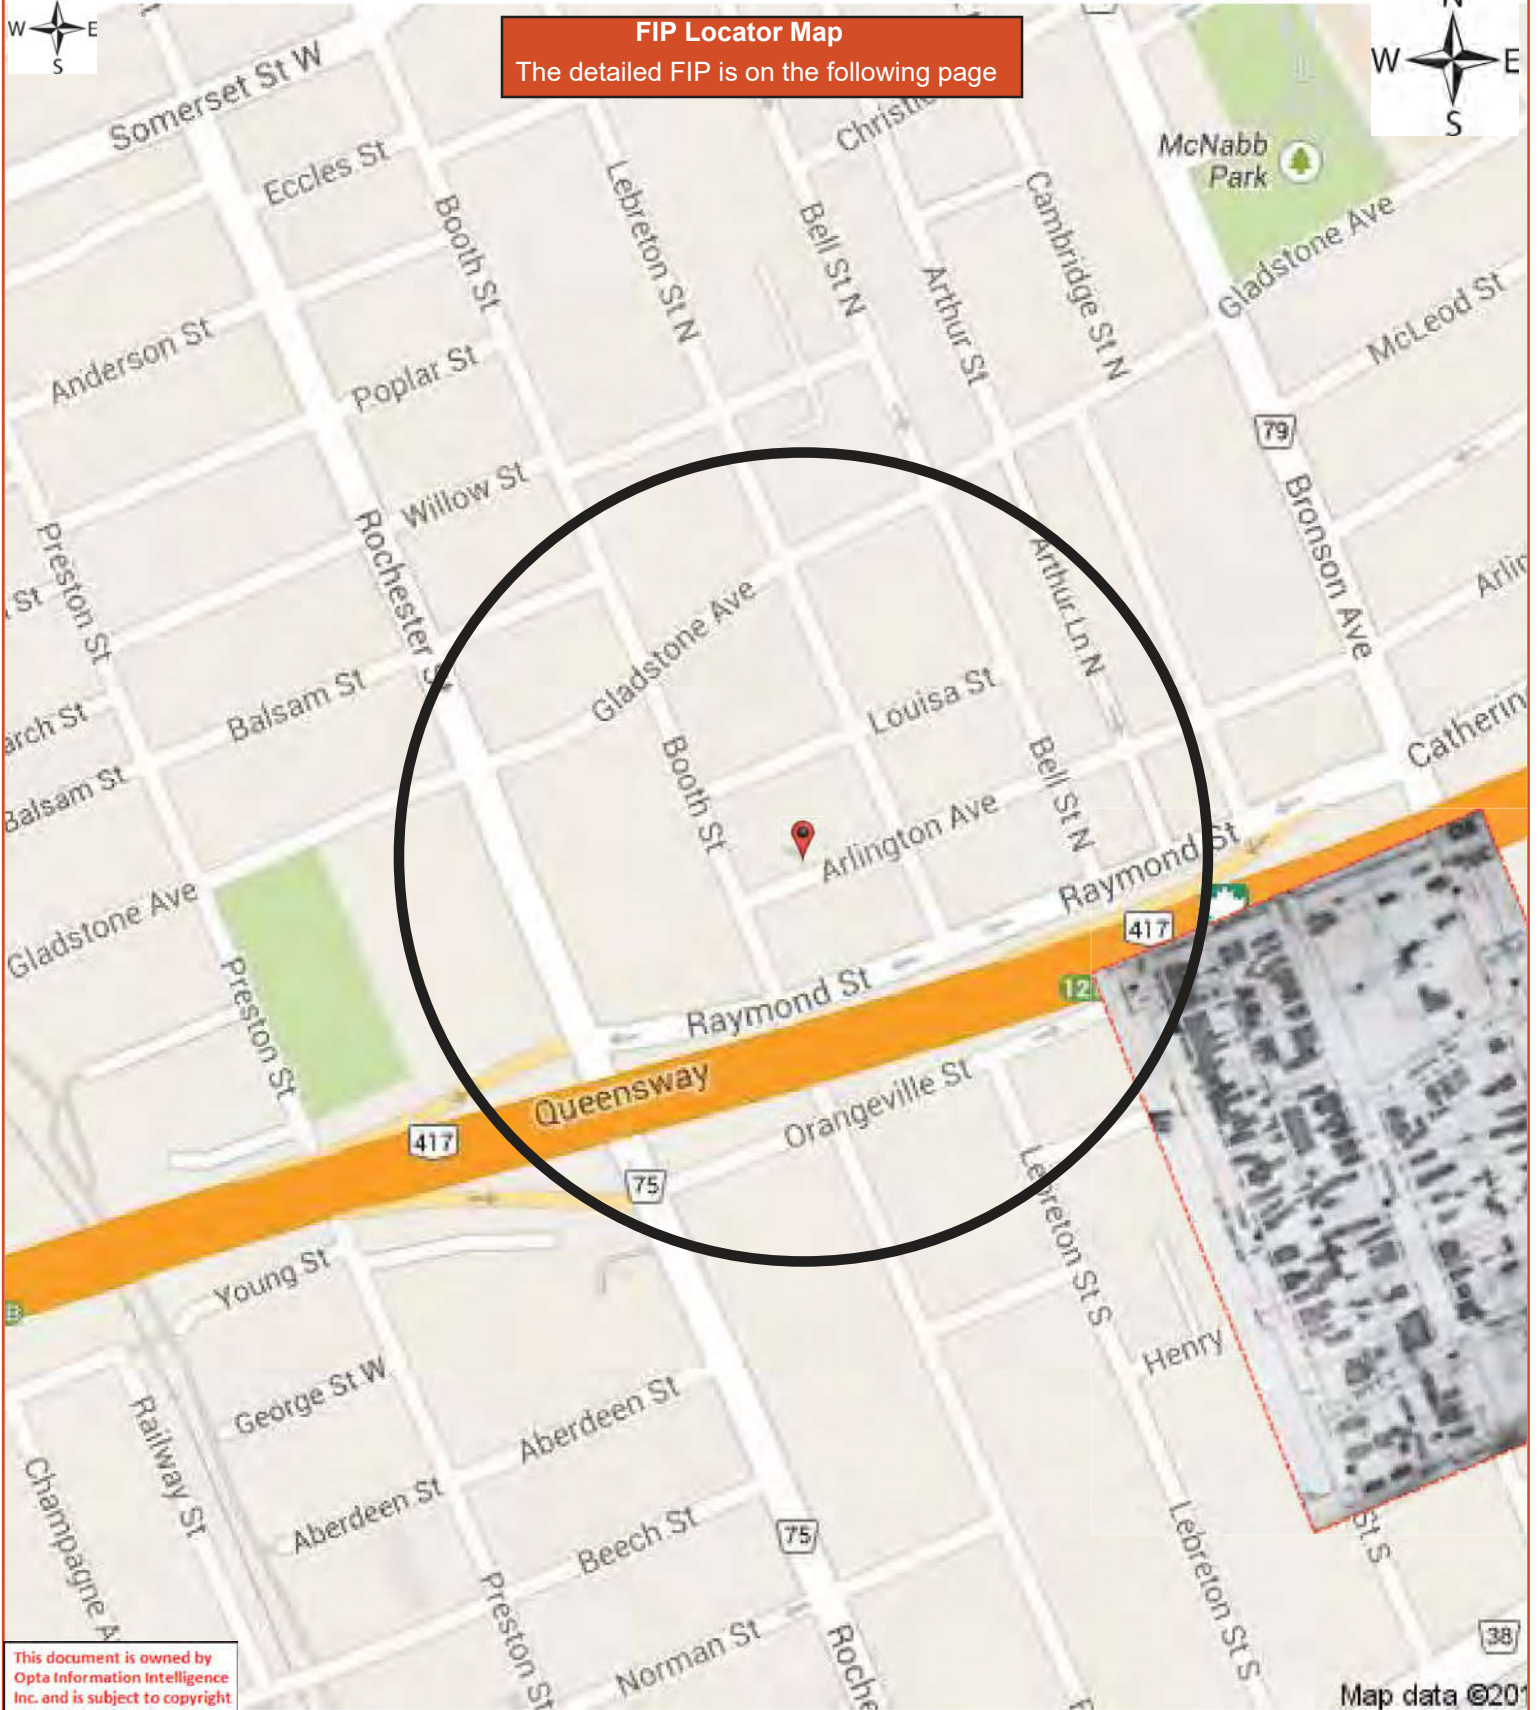 W E
S
N
W E
S
FIP Locator Map
The detailed FIP is on the following page
Somerset St W
Eccles St
Christie
McNabb
Park
Booth St
Lebreton St N
Bell St N
Arthur St
Cambridge St N
Gladstone Ave
McLeod St
Anderson St
Poplar St
79
Willow St
Preston St
Rochester St
Arthur Ln N
Bronson Ave
Arlin
St
Gladstone Ave
Balsam St
Louisa St
arch St
Balsam St
Booth St
Bell St N
Catherin
Arlington Ave
Raymond St
Gladstone Ave
417
12
Preston St
Raymond St
Queensway
Orangeville St
417
75
Lebreton St S
Young St
Henry
George St W
Railway St
Aberdeen St
Champagne A
Aberdeen St
Beech St
75
Lebreton St S
St S
Preston St
Norman St
Roche
38
This document is owned by
Opta Information Intelligence
Inc. and is subject to copyright
Map data ©201